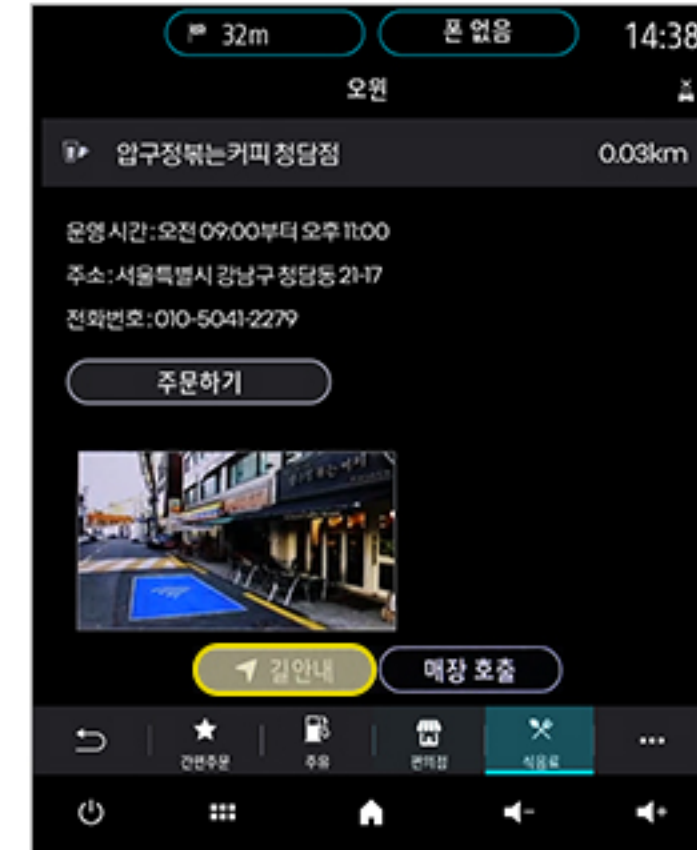 32m 폰 없음 14:38
오윈
압구정볶는커피 청담점 0.03km
운영 시간 : 오전 09:00부터 오후 11:00
주소 : 서울특별시 강남구 청담동 21-17
전화번호 : 010-5041-2279
주문하기
길안내 매장 호출
간편주문 주유 편의점 식음료